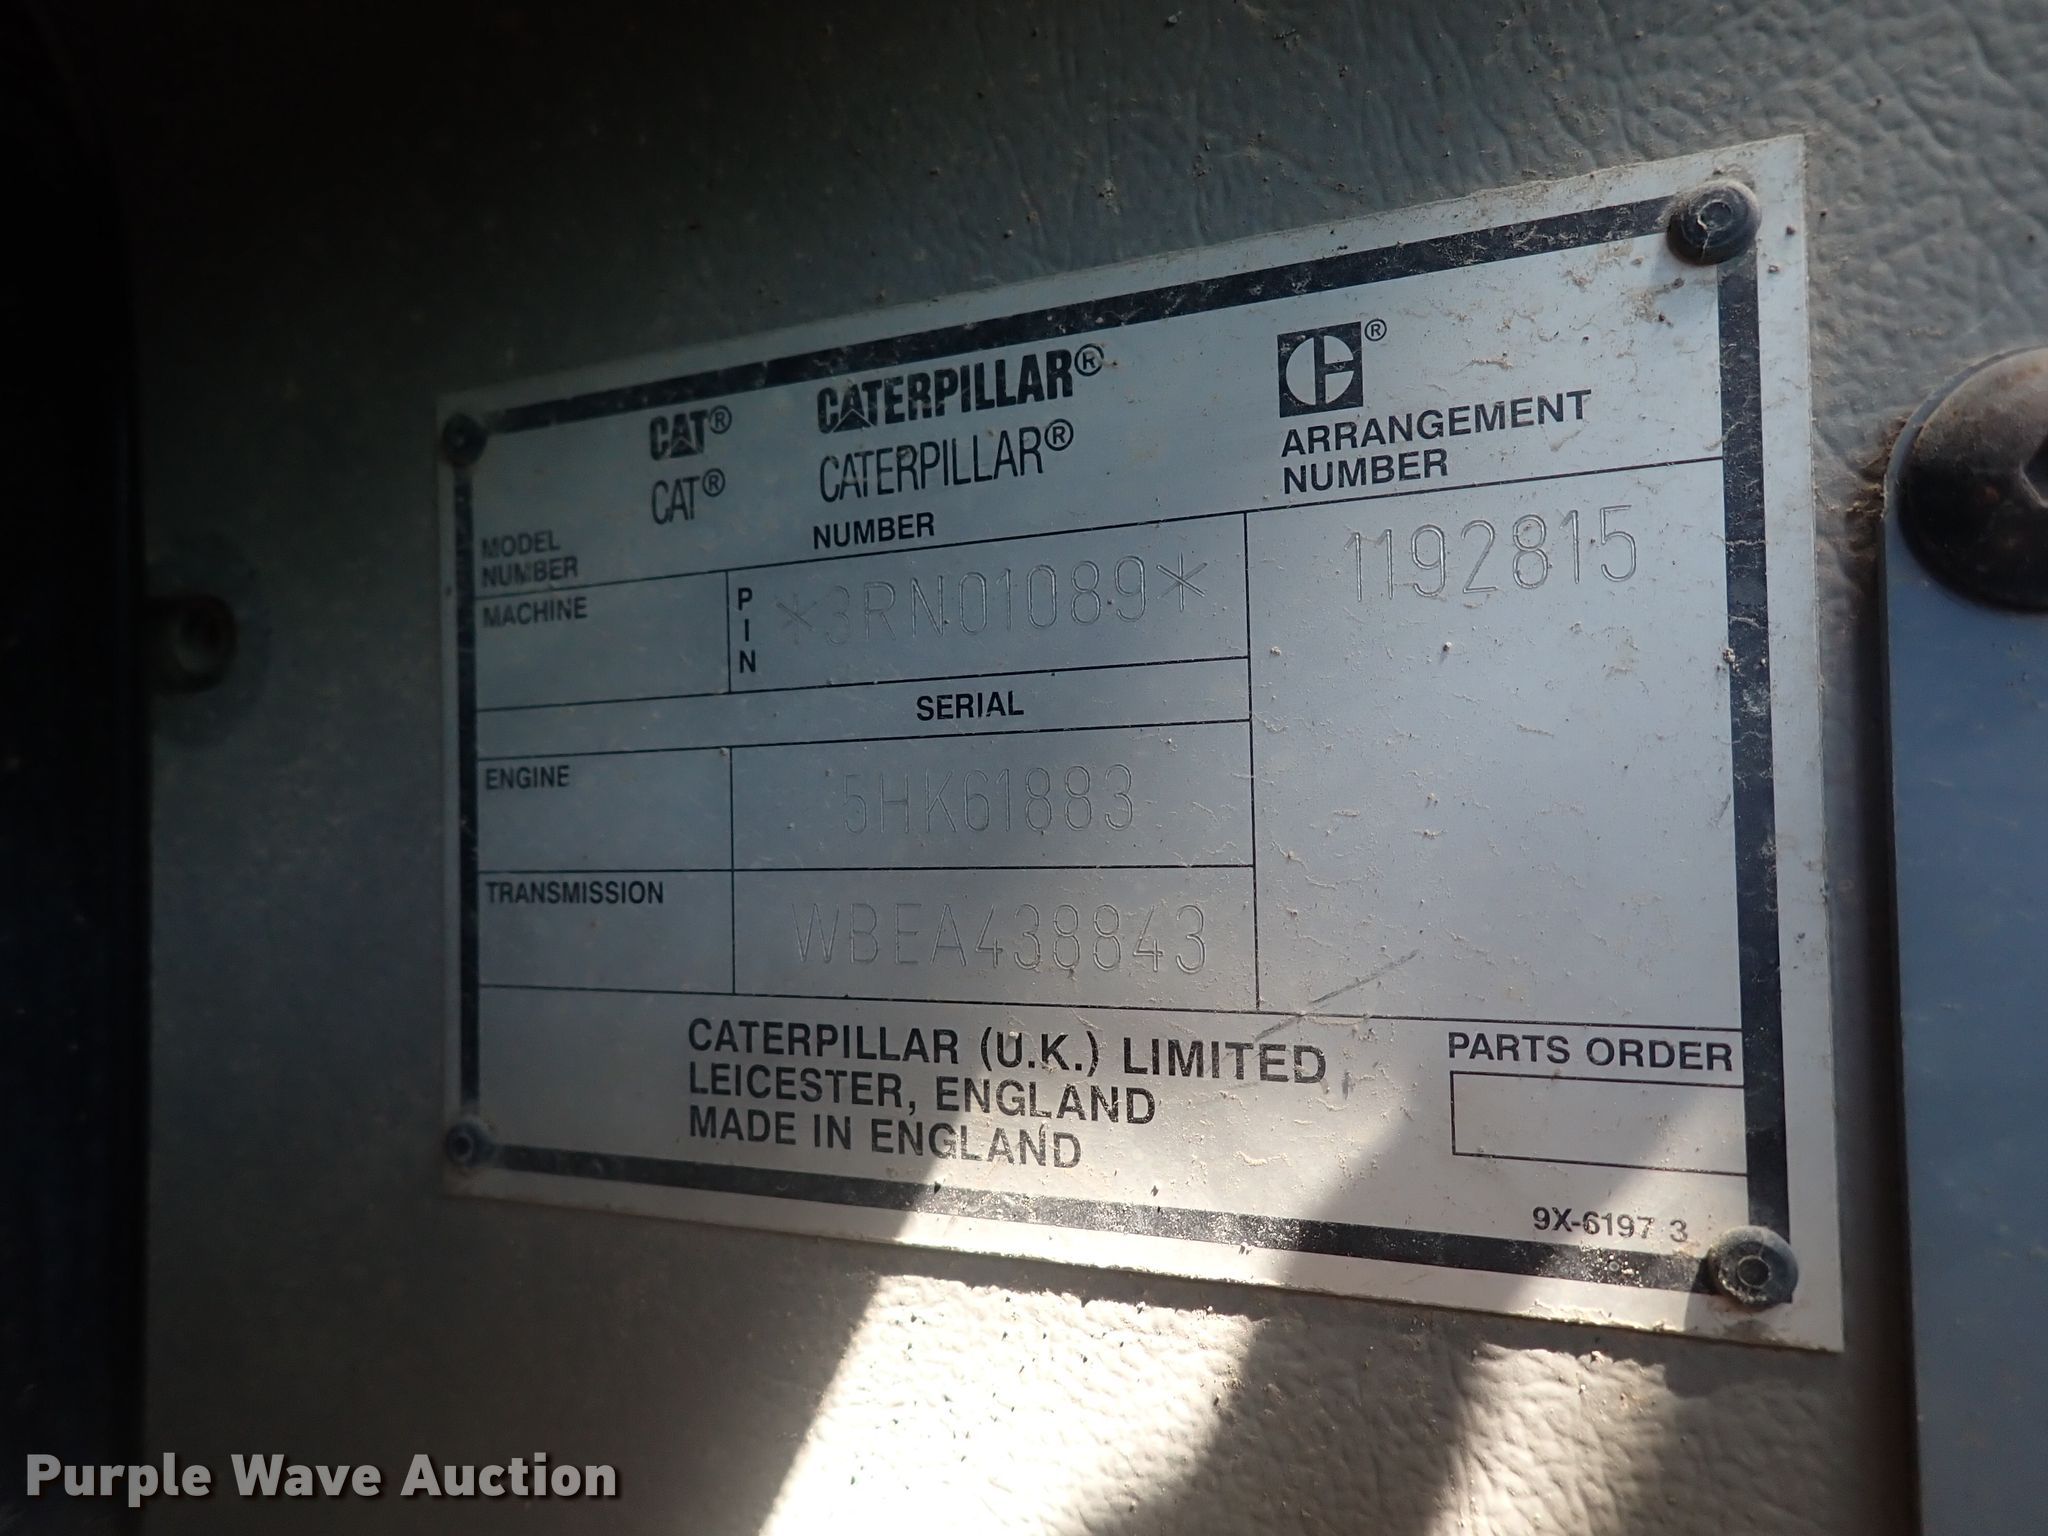 CAT® CATERPILLAR® ®
CAT® CATERPILLAR®
ARRANGEMENT
NUMBER
MODEL
NUMBER
NUMBER
MACHINE
PIN
*3RN01089*
1192815
SERIAL
ENGINE
5HK61883
TRANSMISSION
WBEA438843
CATERPILLAR (U.K.) LIMITED
LEICESTER, ENGLAND
MADE IN ENGLAND
PARTS ORDER
9X-6197 3
Purple Wave Auction